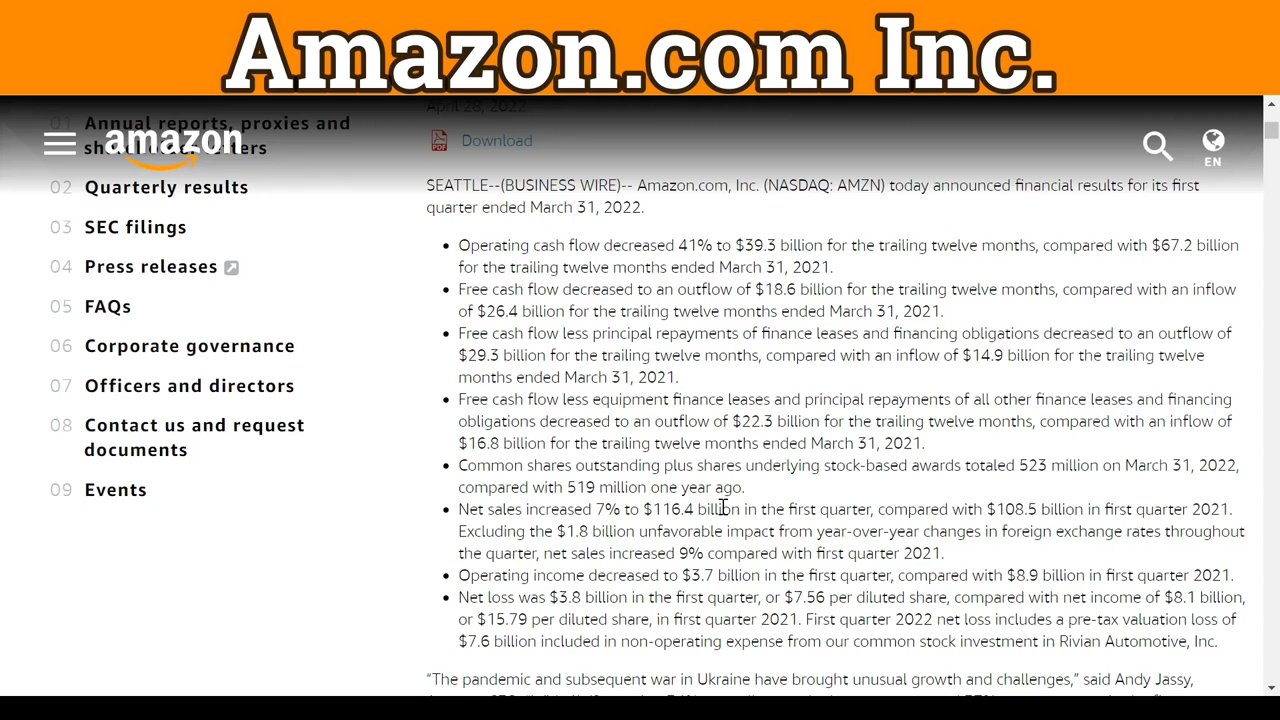 Amazon.com Inc.
April 28, 2022
01 Annual reports, proxies and
shareholder letters
amazon
EN
Download
02 Quarterly results
03 SEC filings
04 Press releases
05 FAQs
06 Corporate governance
07 Officers and directors
08 Contact us and request
documents
09 Events
SEATTLE--(BUSINESS WIRE)-- Amazon.com, Inc. (NASDAQ: AMZN) today announced financial results for its first
quarter ended March 31, 2022.
• Operating cash flow decreased 41% to $39.3 billion for the trailing twelve months, compared with $67.2 billion
for the trailing twelve months ended March 31, 2021.
• Free cash flow decreased to an outflow of $18.6 billion for the trailing twelve months, compared with an inflow
of $26.4 billion for the trailing twelve months ended March 31, 2021.
• Free cash flow less principal repayments of finance leases and financing obligations decreased to an outflow of
$29.3 billion for the trailing twelve months, compared with an inflow of $14.9 billion for the trailing twelve
months ended March 31, 2021.
• Free cash flow less equipment finance leases and principal repayments of all other finance leases and financing
obligations decreased to an outflow of $22.3 billion for the trailing twelve months, compared with an inflow of
$16.8 billion for the trailing twelve months ended March 31, 2021.
• Common shares outstanding plus shares underlying stock-based awards totaled 523 million on March 31, 2022,
compared with 519 million one year ago.
• Net sales increased 7% to $116.4 billion in the first quarter, compared with $108.5 billion in first quarter 2021.
Excluding the $1.8 billion unfavorable impact from year-over-year changes in foreign exchange rates throughout
the quarter, net sales increased 9% compared with first quarter 2021.
• Operating income decreased to $3.7 billion in the first quarter, compared with $8.9 billion in first quarter 2021.
• Net loss was $3.8 billion in the first quarter, or $7.56 per diluted share, compared with net income of $8.1 billion,
or $15.79 per diluted share, in first quarter 2021. First quarter 2022 net loss includes a pre-tax valuation loss of
$7.6 billion included in non-operating expense from our common stock investment in Rivian Automotive, Inc.
“The pandemic and subsequent war in Ukraine have brought unusual growth and challenges,” said Andy Jassy,